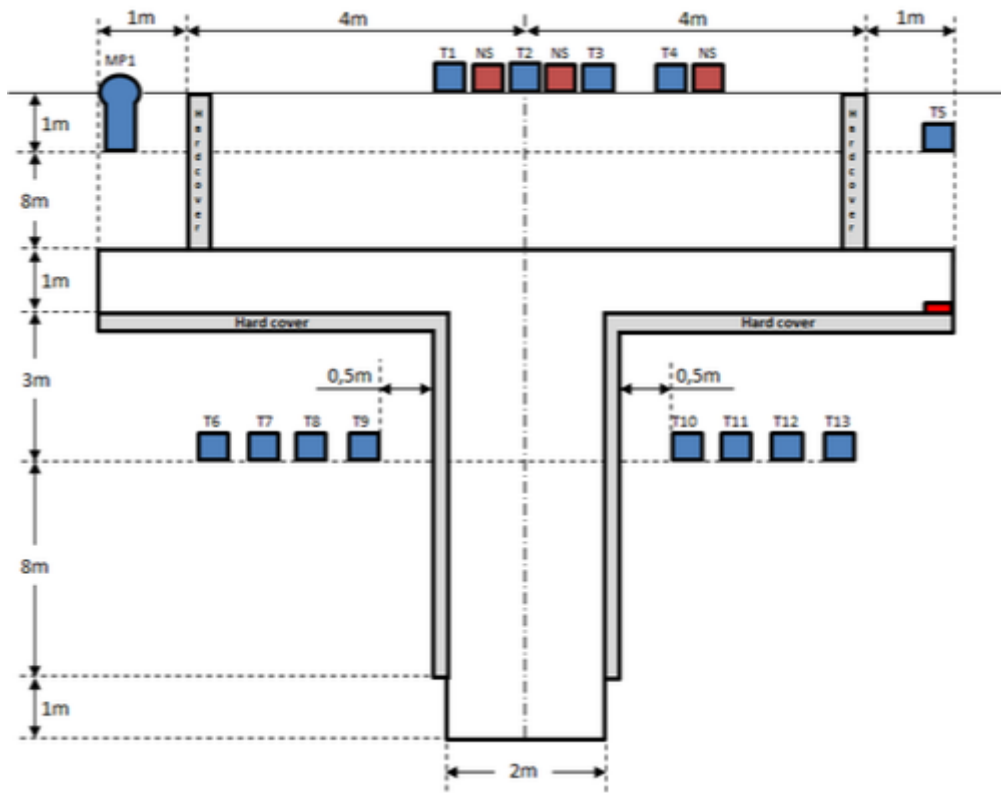 1m 4m 4m 1m
MP1 T1 NS T2 NS T3 T4 NS
T5
1m
Hardcover
Hardcover
8m
1m
Hard cover Hard cover
3m
0,5m 0,5m
T6 T7 T8 T9 T10 T11 T12 T13
8m
1m
2m